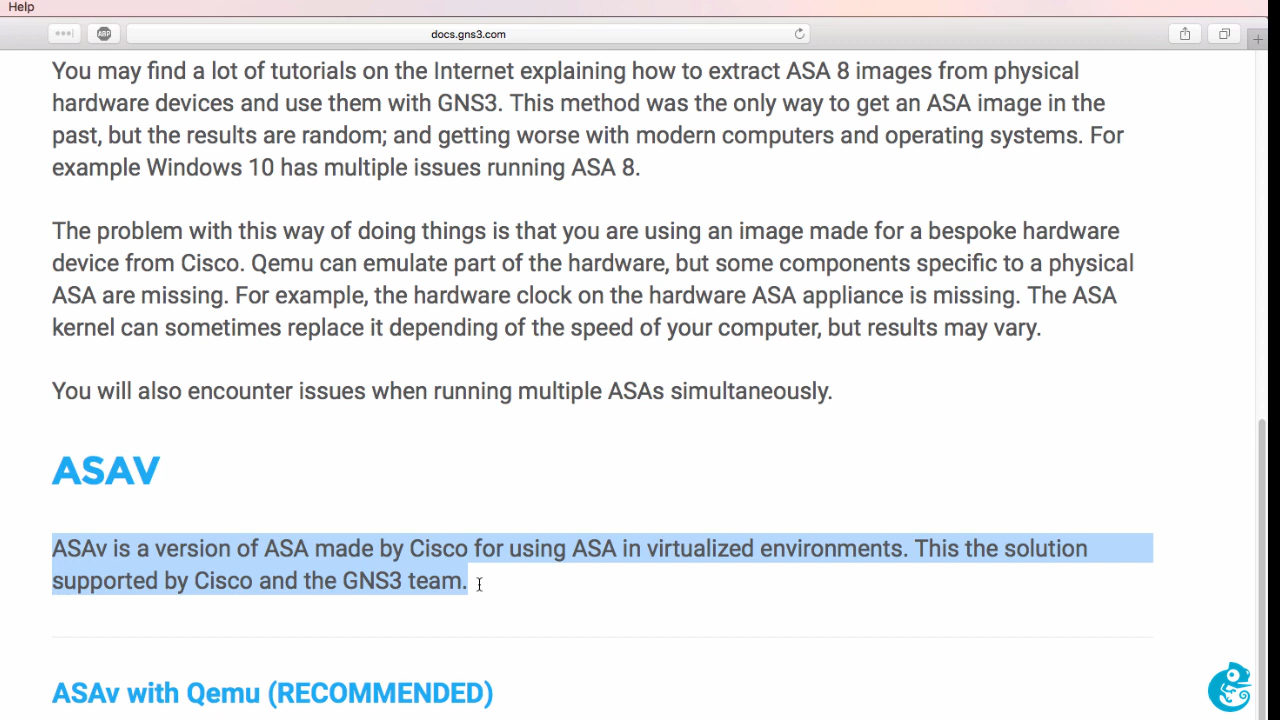 Help
ABP
docs.gns3.com
You may find a lot of tutorials on the Internet explaining how to extract ASA 8 images from physical
hardware devices and use them with GNS3. This method was the only way to get an ASA image in the
past, but the results are random; and getting worse with modern computers and operating systems. For
example Windows 10 has multiple issues running ASA 8.
The problem with this way of doing things is that you are using an image made for a bespoke hardware
device from Cisco. Qemu can emulate part of the hardware, but some components specific to a physical
ASA are missing. For example, the hardware clock on the hardware ASA appliance is missing. The ASA
kernel can sometimes replace it depending of the speed of your computer, but results may vary.
You will also encounter issues when running multiple ASAs simultaneously.
ASAV
ASAv is a version of ASA made by Cisco for using ASA in virtualized environments. This the solution
supported by Cisco and the GNS3 team.
ASAv with Qemu (RECOMMENDED)